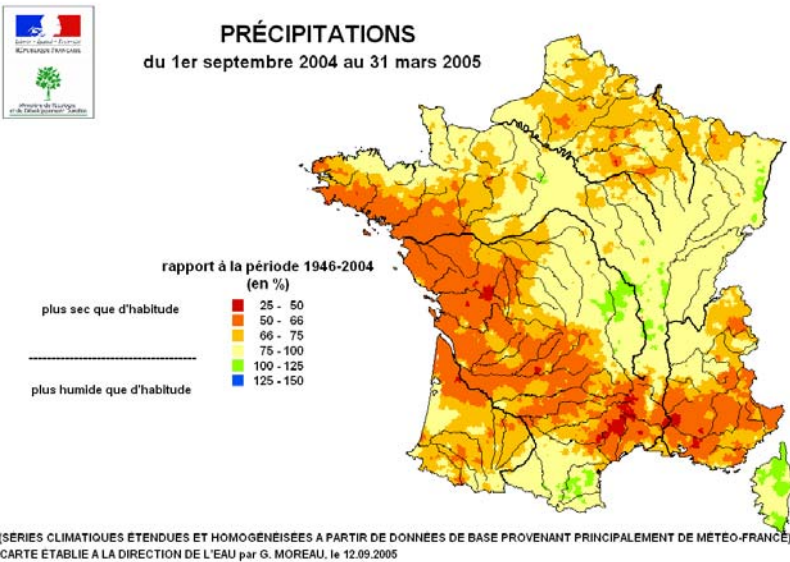 PRÉCIPITATIONS
du 1er septembre 2004 au 31 mars 2005
RÉPUBLIQUE FRANÇAISE
rapport à la période 1946-2004
(en %)
plus sec que d'habitude
25 - 50
50 - 66
66 - 75
75 - 100
100 - 125
125 - 150
plus humide que d'habitude
(SÉRIES CLIMATIQUES ÉTENDUES ET HOMOGÉNÉISÉES A PARTIR DE DONNÉES DE BASE PROVENANT PRINCIPALEMENT DE MÉTÉO-FRANCE)
CARTE ÉTABLIE A LA DIRECTION DE L'EAU par G. MOREAU, le 12.09.2005